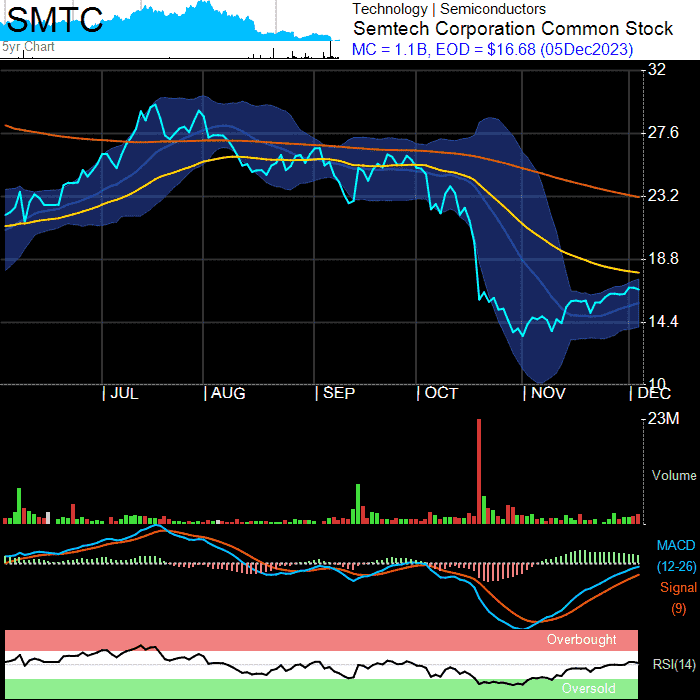 SMTC
5yr Chart
Technology | Semiconductors
Semtech Corporation Common Stock
MC = 1.1B, EOD = $16.68 (05Dec2023)
32
27.6
23.2
18.8
14.4
10
JUL
AUG
SEP
OCT
NOV
DEC
23M
Volume
MACD
(12-26)
Signal
(9)
Overbought
RSI(14)
Oversold